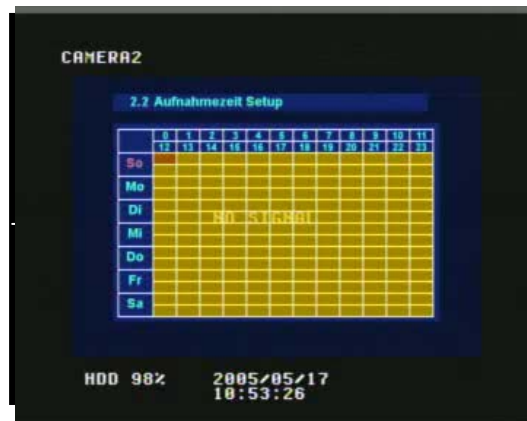 CAMERA2
2.2 Aufnahmezeit Setup
0 1 2 3 4 5 6 7 8 9 10 11
12 13 14 15 16 17 18 19 20 21 22 23
So
Mo
Di
NO SIGNAL
Mi
Do
Fr
Sa
HDD 98% 2005/05/17
10:53:26